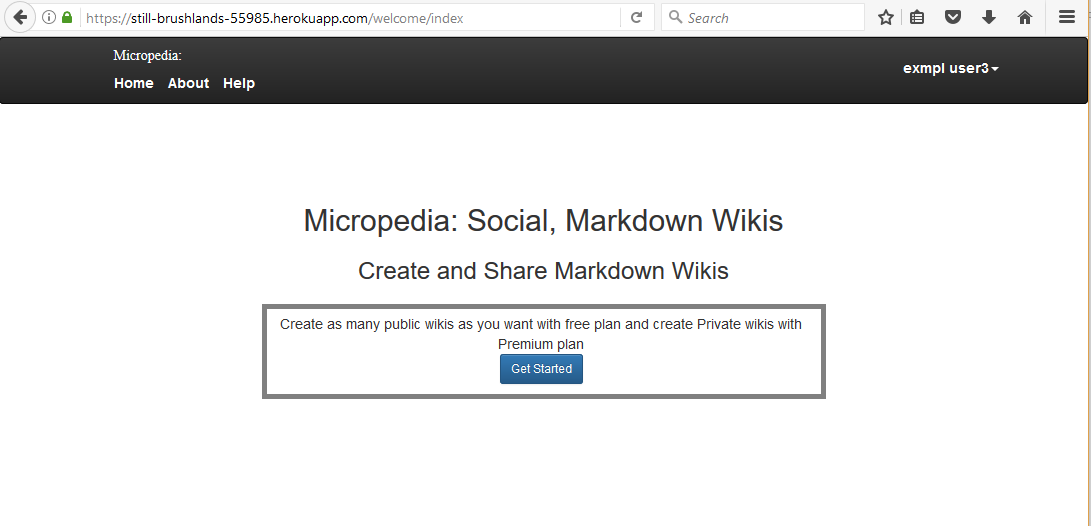 https://still-brushlands-55985.herokuapp.com/welcome/index
Search
Micropedia:
Home About Help
exmpl user3
Micropedia: Social, Markdown Wikis
Create and Share Markdown Wikis
Create as many public wikis as you want with free plan and create Private wikis with
Premium plan
Get Started